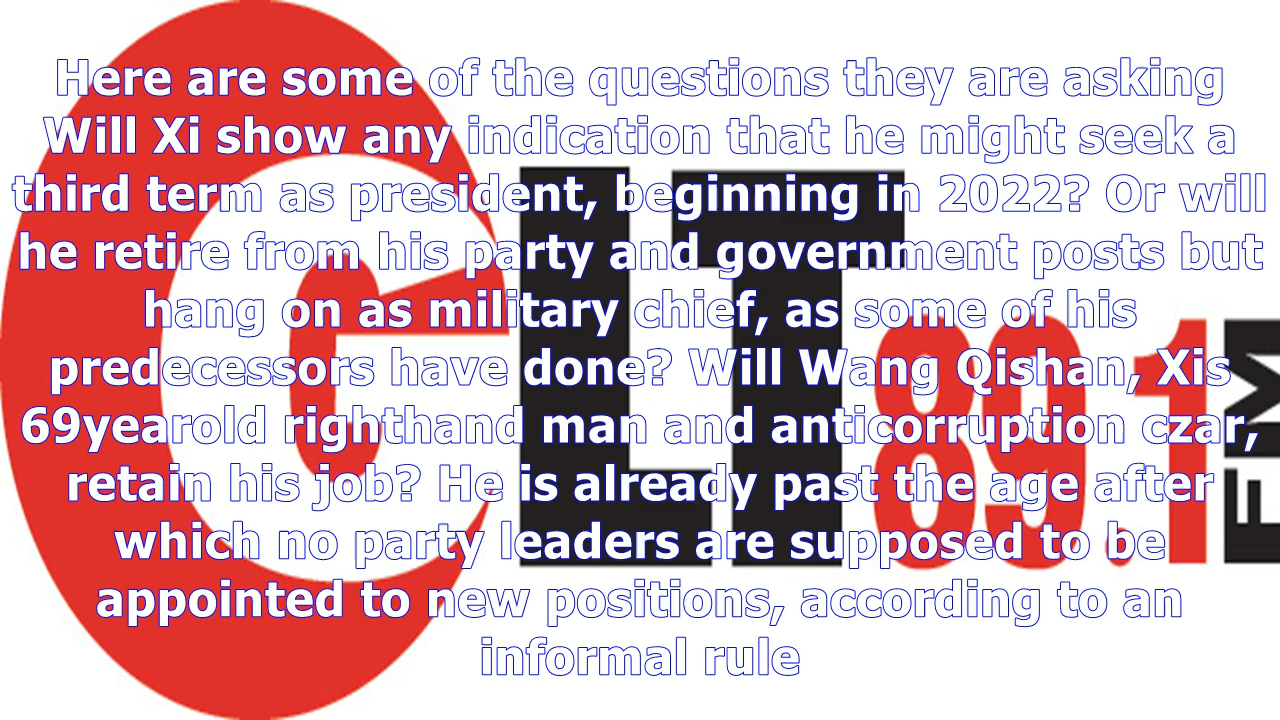 Here are some of the questions they are asking
Will Xi show any indication that he might seek a
third term as president, beginning in 2022? Or will
he retire from his party and government posts but
hang on as military chief, as some of his
predecessors have done? Will Wang Qishan, Xis
69yearold righthand man and anticorruption czar,
retain his job? He is already past the age after
which no party leaders are supposed to be
appointed to new positions, according to an
informal rule
CLT 89.1 FM